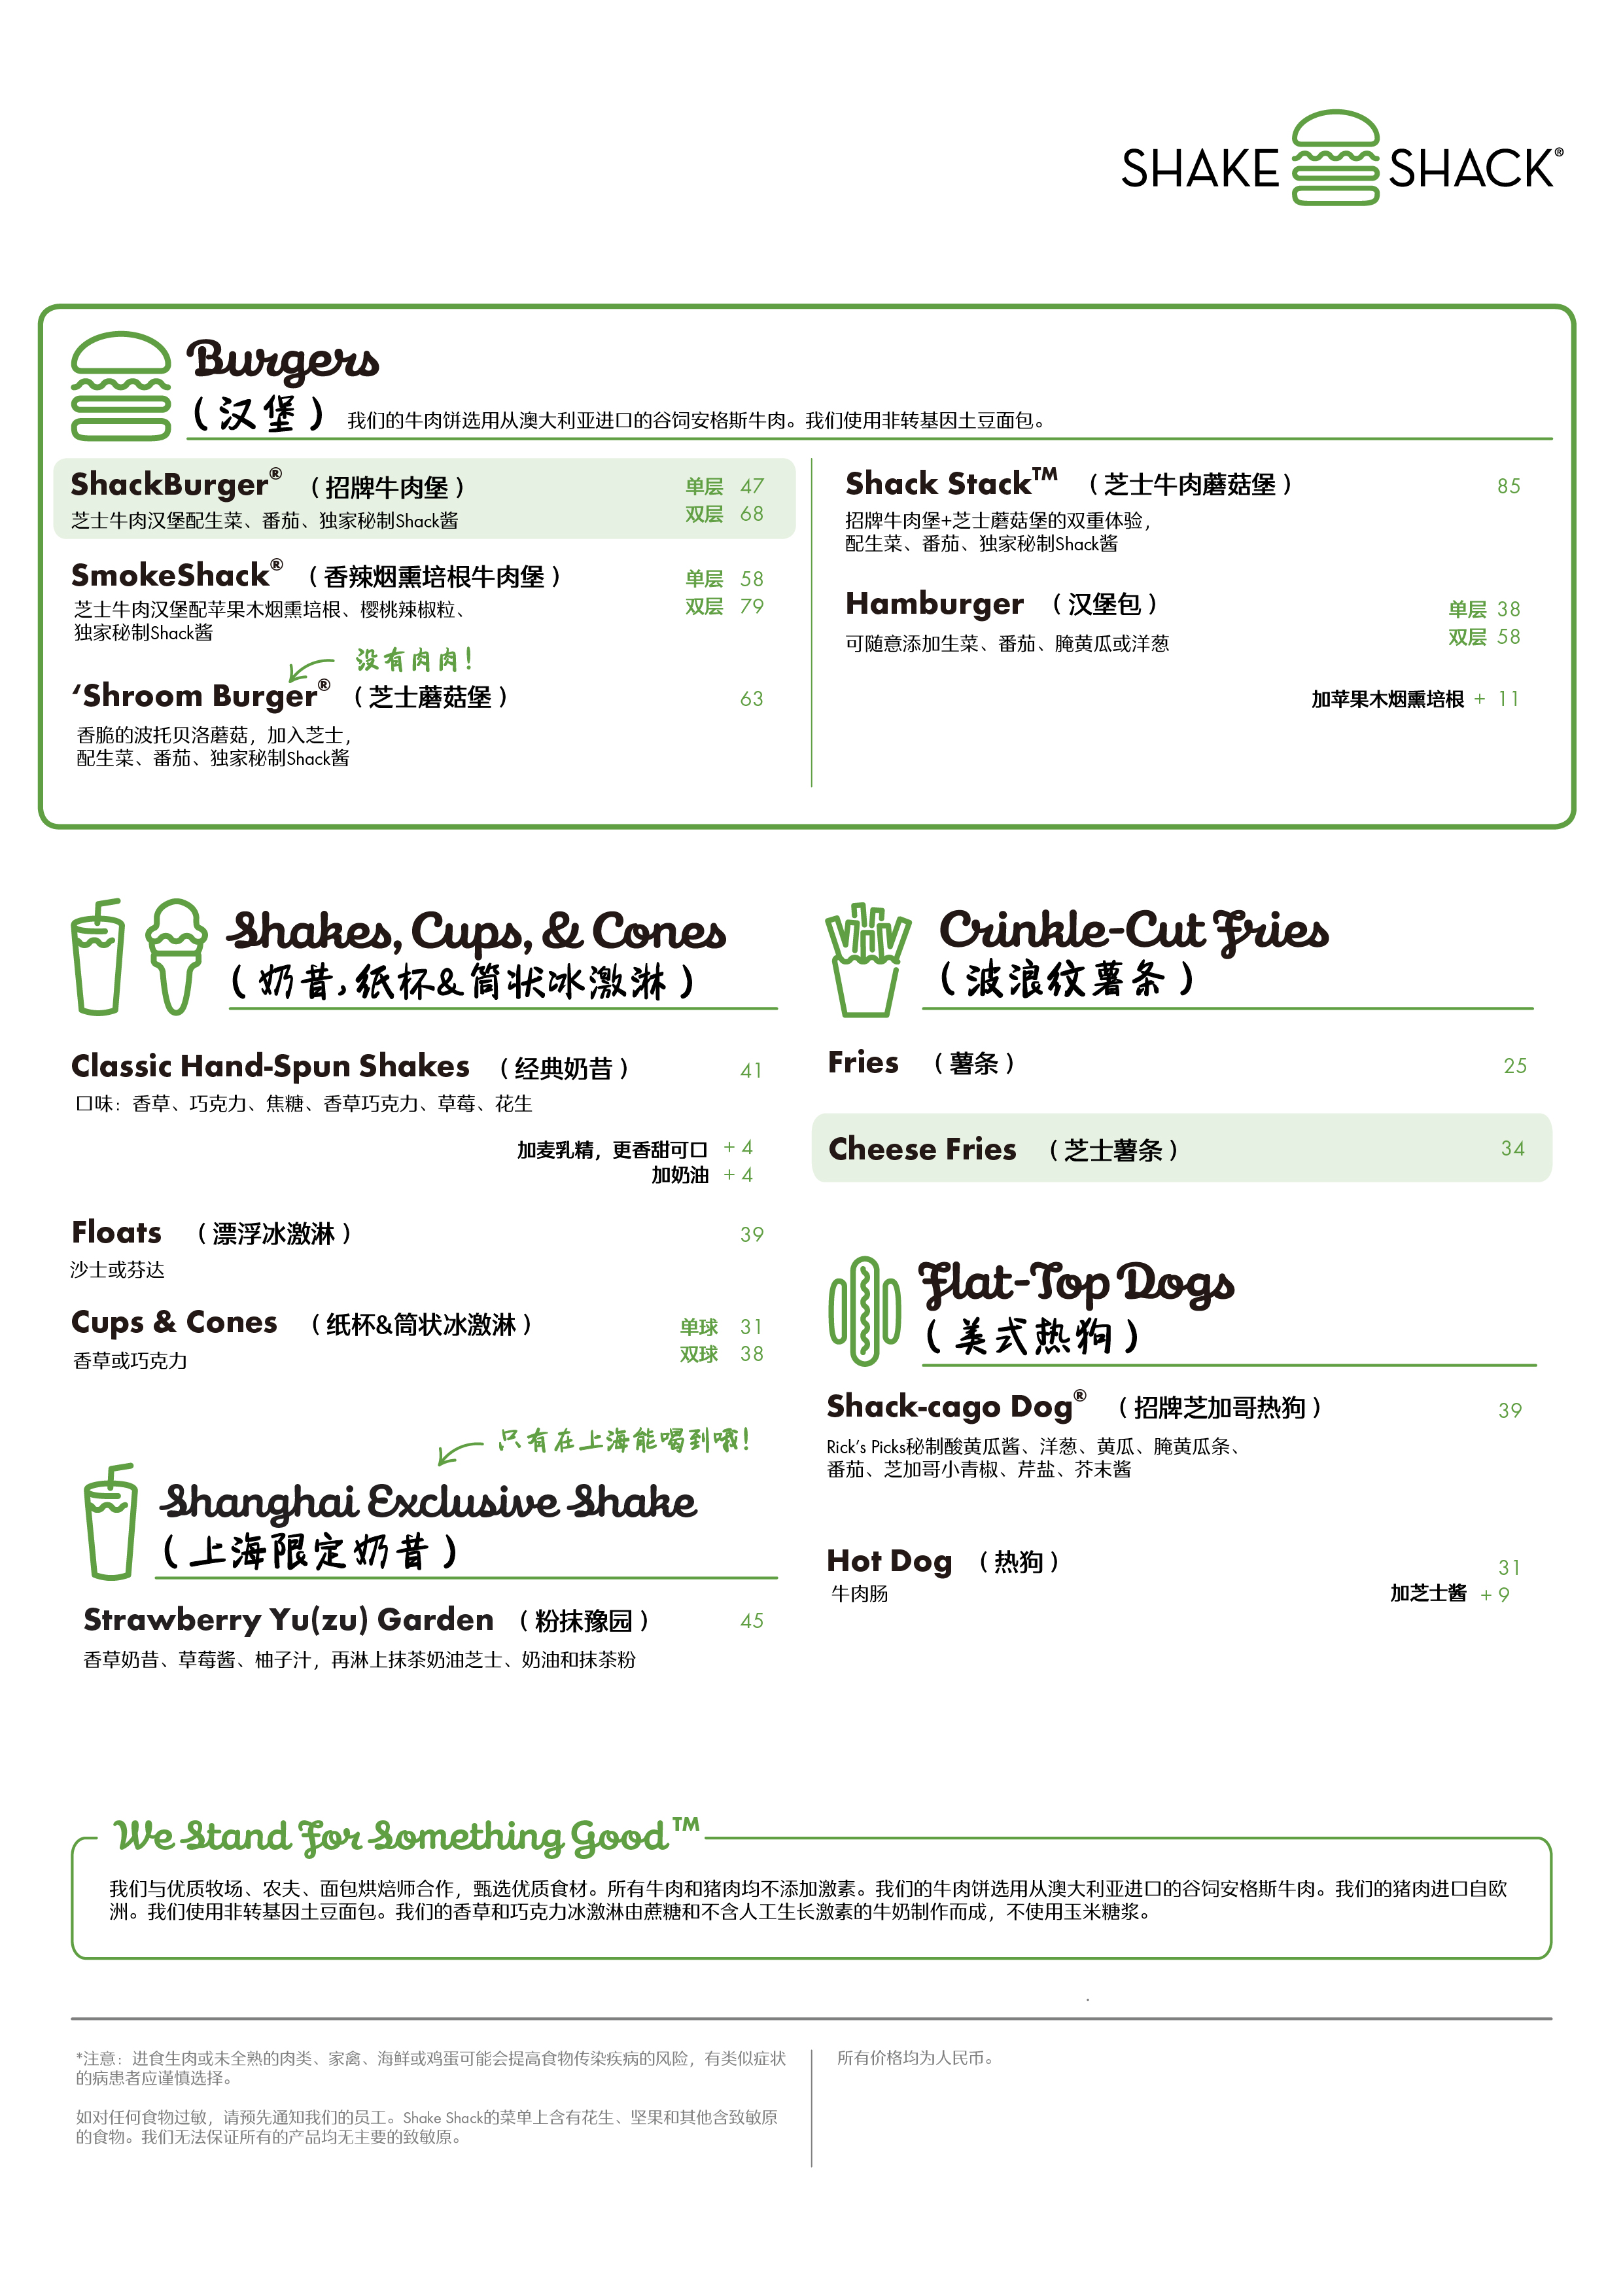 SHAKE SHACK®
Burgers
（汉堡） 我们的牛肉饼选用从澳大利亚进口的谷饲安格斯牛肉。我们使用非转基因土豆面包。
ShackBurger® （招牌牛肉堡） 单层 47
芝士牛肉汉堡配生菜、番茄、独家秘制Shack酱 双层 68
SmokeShack® （香辣烟熏培根牛肉堡） 单层 58
芝士牛肉汉堡配苹果木烟熏培根、樱桃辣椒粒、 双层 79
独家秘制Shack酱
没有肉肉！
‘Shroom Burger® （芝士蘑菇堡） 63
香脆的波托贝洛蘑菇，加入芝士，
配生菜、番茄、独家秘制Shack酱
Shack Stack™ （芝士牛肉蘑菇堡） 85
招牌牛肉堡+芝士蘑菇堡的双重体验，
配生菜、番茄、独家秘制Shack酱
Hamburger （汉堡包） 单层 38
可随意添加生菜、番茄、腌黄瓜或洋葱 双层 58
加苹果木烟熏培根 + 11
Shakes, Cups, & Cones
（奶昔,纸杯&筒状冰激淋）
Classic Hand-Spun Shakes （经典奶昔） 41
口味：香草、巧克力、焦糖、香草巧克力、草莓、花生
加麦乳精，更香甜可口 + 4
加奶油 + 4
Floats （漂浮冰激淋） 39
沙士或芬达
Cups & Cones （纸杯&筒状冰激淋） 单球 31
香草或巧克力 双球 38
只有在上海能喝到哦！
Shanghai Exclusive Shake
（上海限定奶昔）
Strawberry Yu(zu) Garden （粉抹豫园） 45
香草奶昔、草莓酱、柚子汁，再淋上抹茶奶油芝士、奶油和抹茶粉
Crinkle-Cut Fries
（波浪纹薯条）
Fries （薯条） 25
Cheese Fries （芝士薯条） 34
Flat-Top Dogs
（美式热狗）
Shack-cago Dog® （招牌芝加哥热狗） 39
Rick’s Picks秘制酸黄瓜酱、洋葱、黄瓜、腌黄瓜条、
番茄、芝加哥小青椒、芹盐、芥末酱
Hot Dog （热狗） 31
牛肉肠 加芝士酱 + 9
We Stand For Something Good™
我们与优质牧场、农夫、面包烘焙师合作，甄选优质食材。所有牛肉和猪肉均不添加激素。我们的牛肉饼选用从澳大利亚进口的谷饲安格斯牛肉。我们的猪肉进口自欧
洲。我们使用非转基因土豆面包。我们的香草和巧克力冰激淋由蔗糖和不含人工生长激素的牛奶制作而成，不使用玉米糖浆。
*注意：进食生肉或未全熟的肉类、家禽、海鲜或鸡蛋可能会提高食物传染疾病的风险，有类似症状
的病患者应谨慎选择。
如对任何食物过敏，请预先通知我们的员工。Shake Shack的菜单上含有花生、坚果和其他含致敏原
的食物。我们无法保证所有的产品均无主要的致敏原。
所有价格均为人民币。